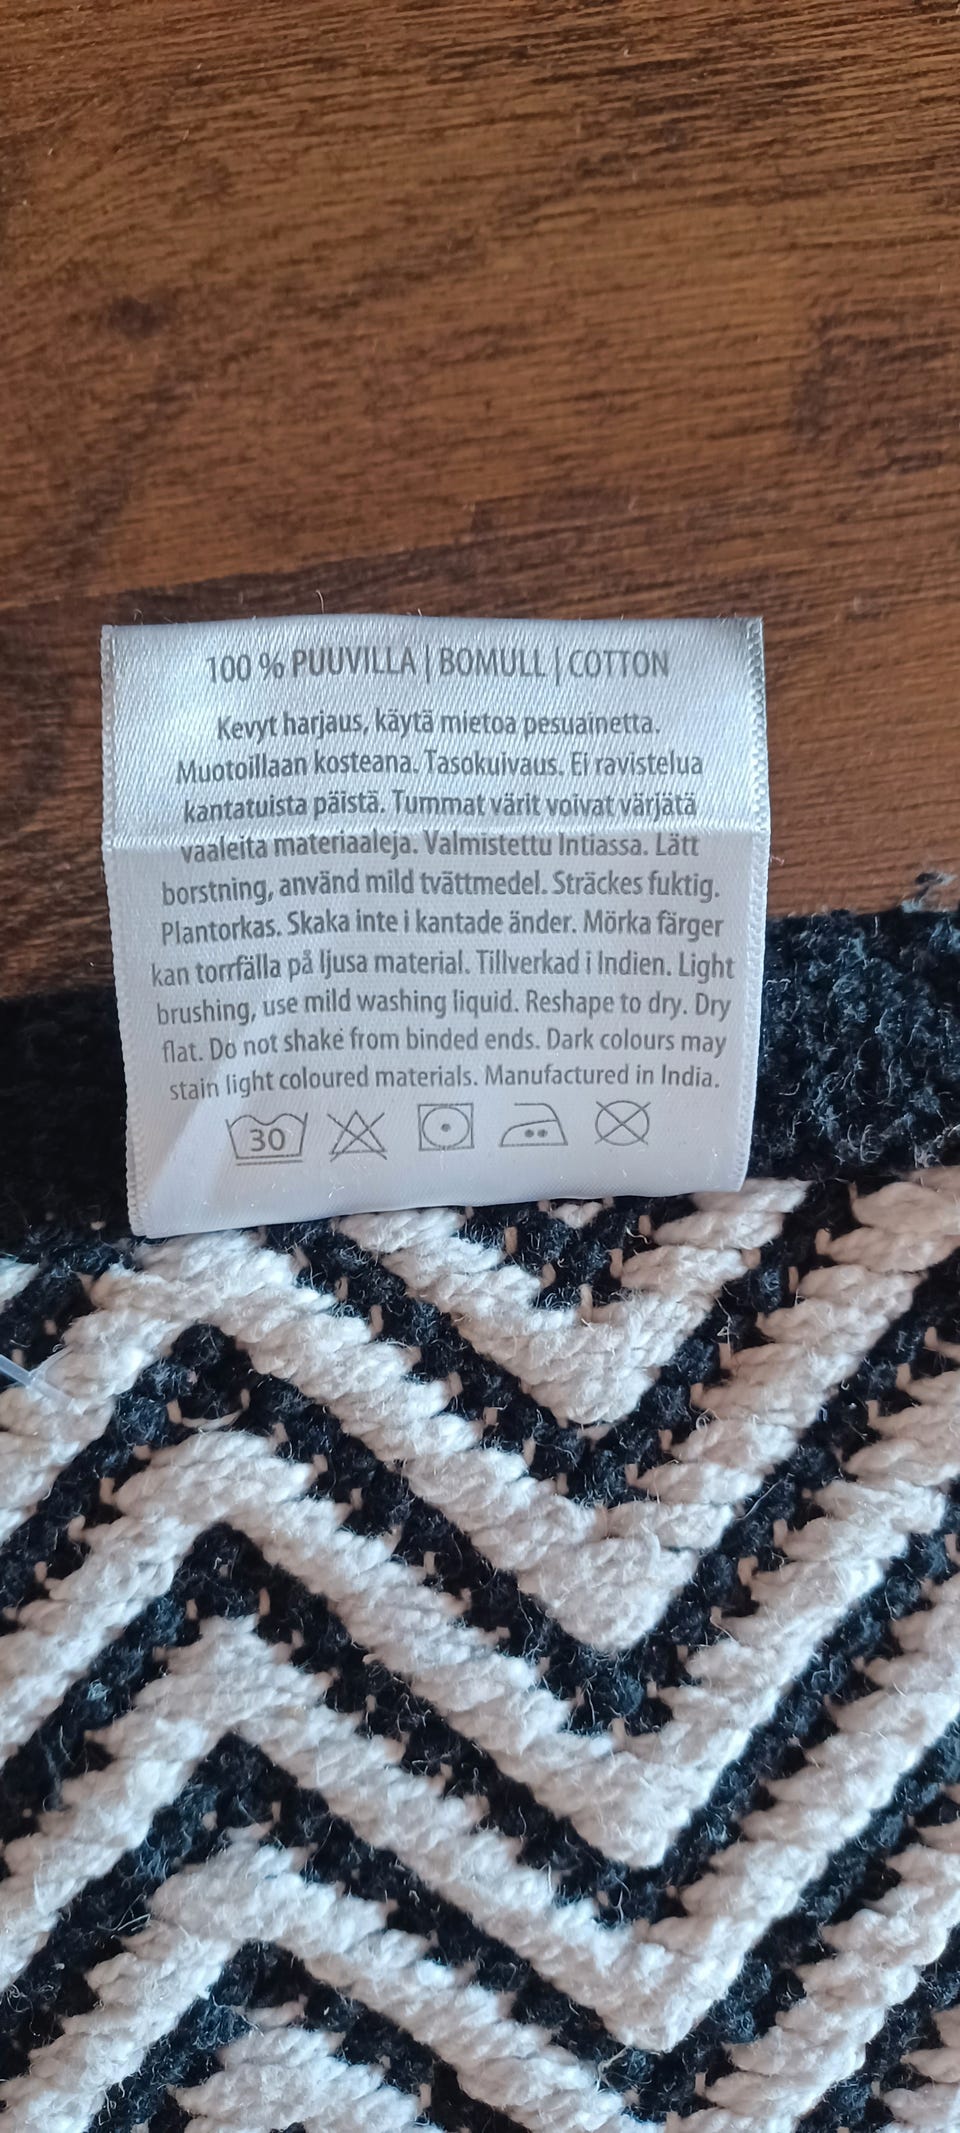 100 % PUUVILLA | BOMULL | COTTON
Kevyt harjaus, käytä mietoa pesuainetta.
Muotoillaan kosteana. Tasokuivaus. Ei ravistelua
kantatuista päistä. Tummat värit voivat värjätä
vaaleita materiaaleja. Valmistettu Intiassa. Lätt
borstning, använd mild tvättmedel. Sträckes fuktig.
Plantorkas. Skaka inte i kantade änder. Mörka färger
kan torrfälla på ljusa material. Tillverkad i Indien. Light
brushing, use mild washing liquid. Reshape to dry. Dry
flat. Do not shake from binded ends. Dark colours may
stain light coloured materials. Manufactured in India.
30